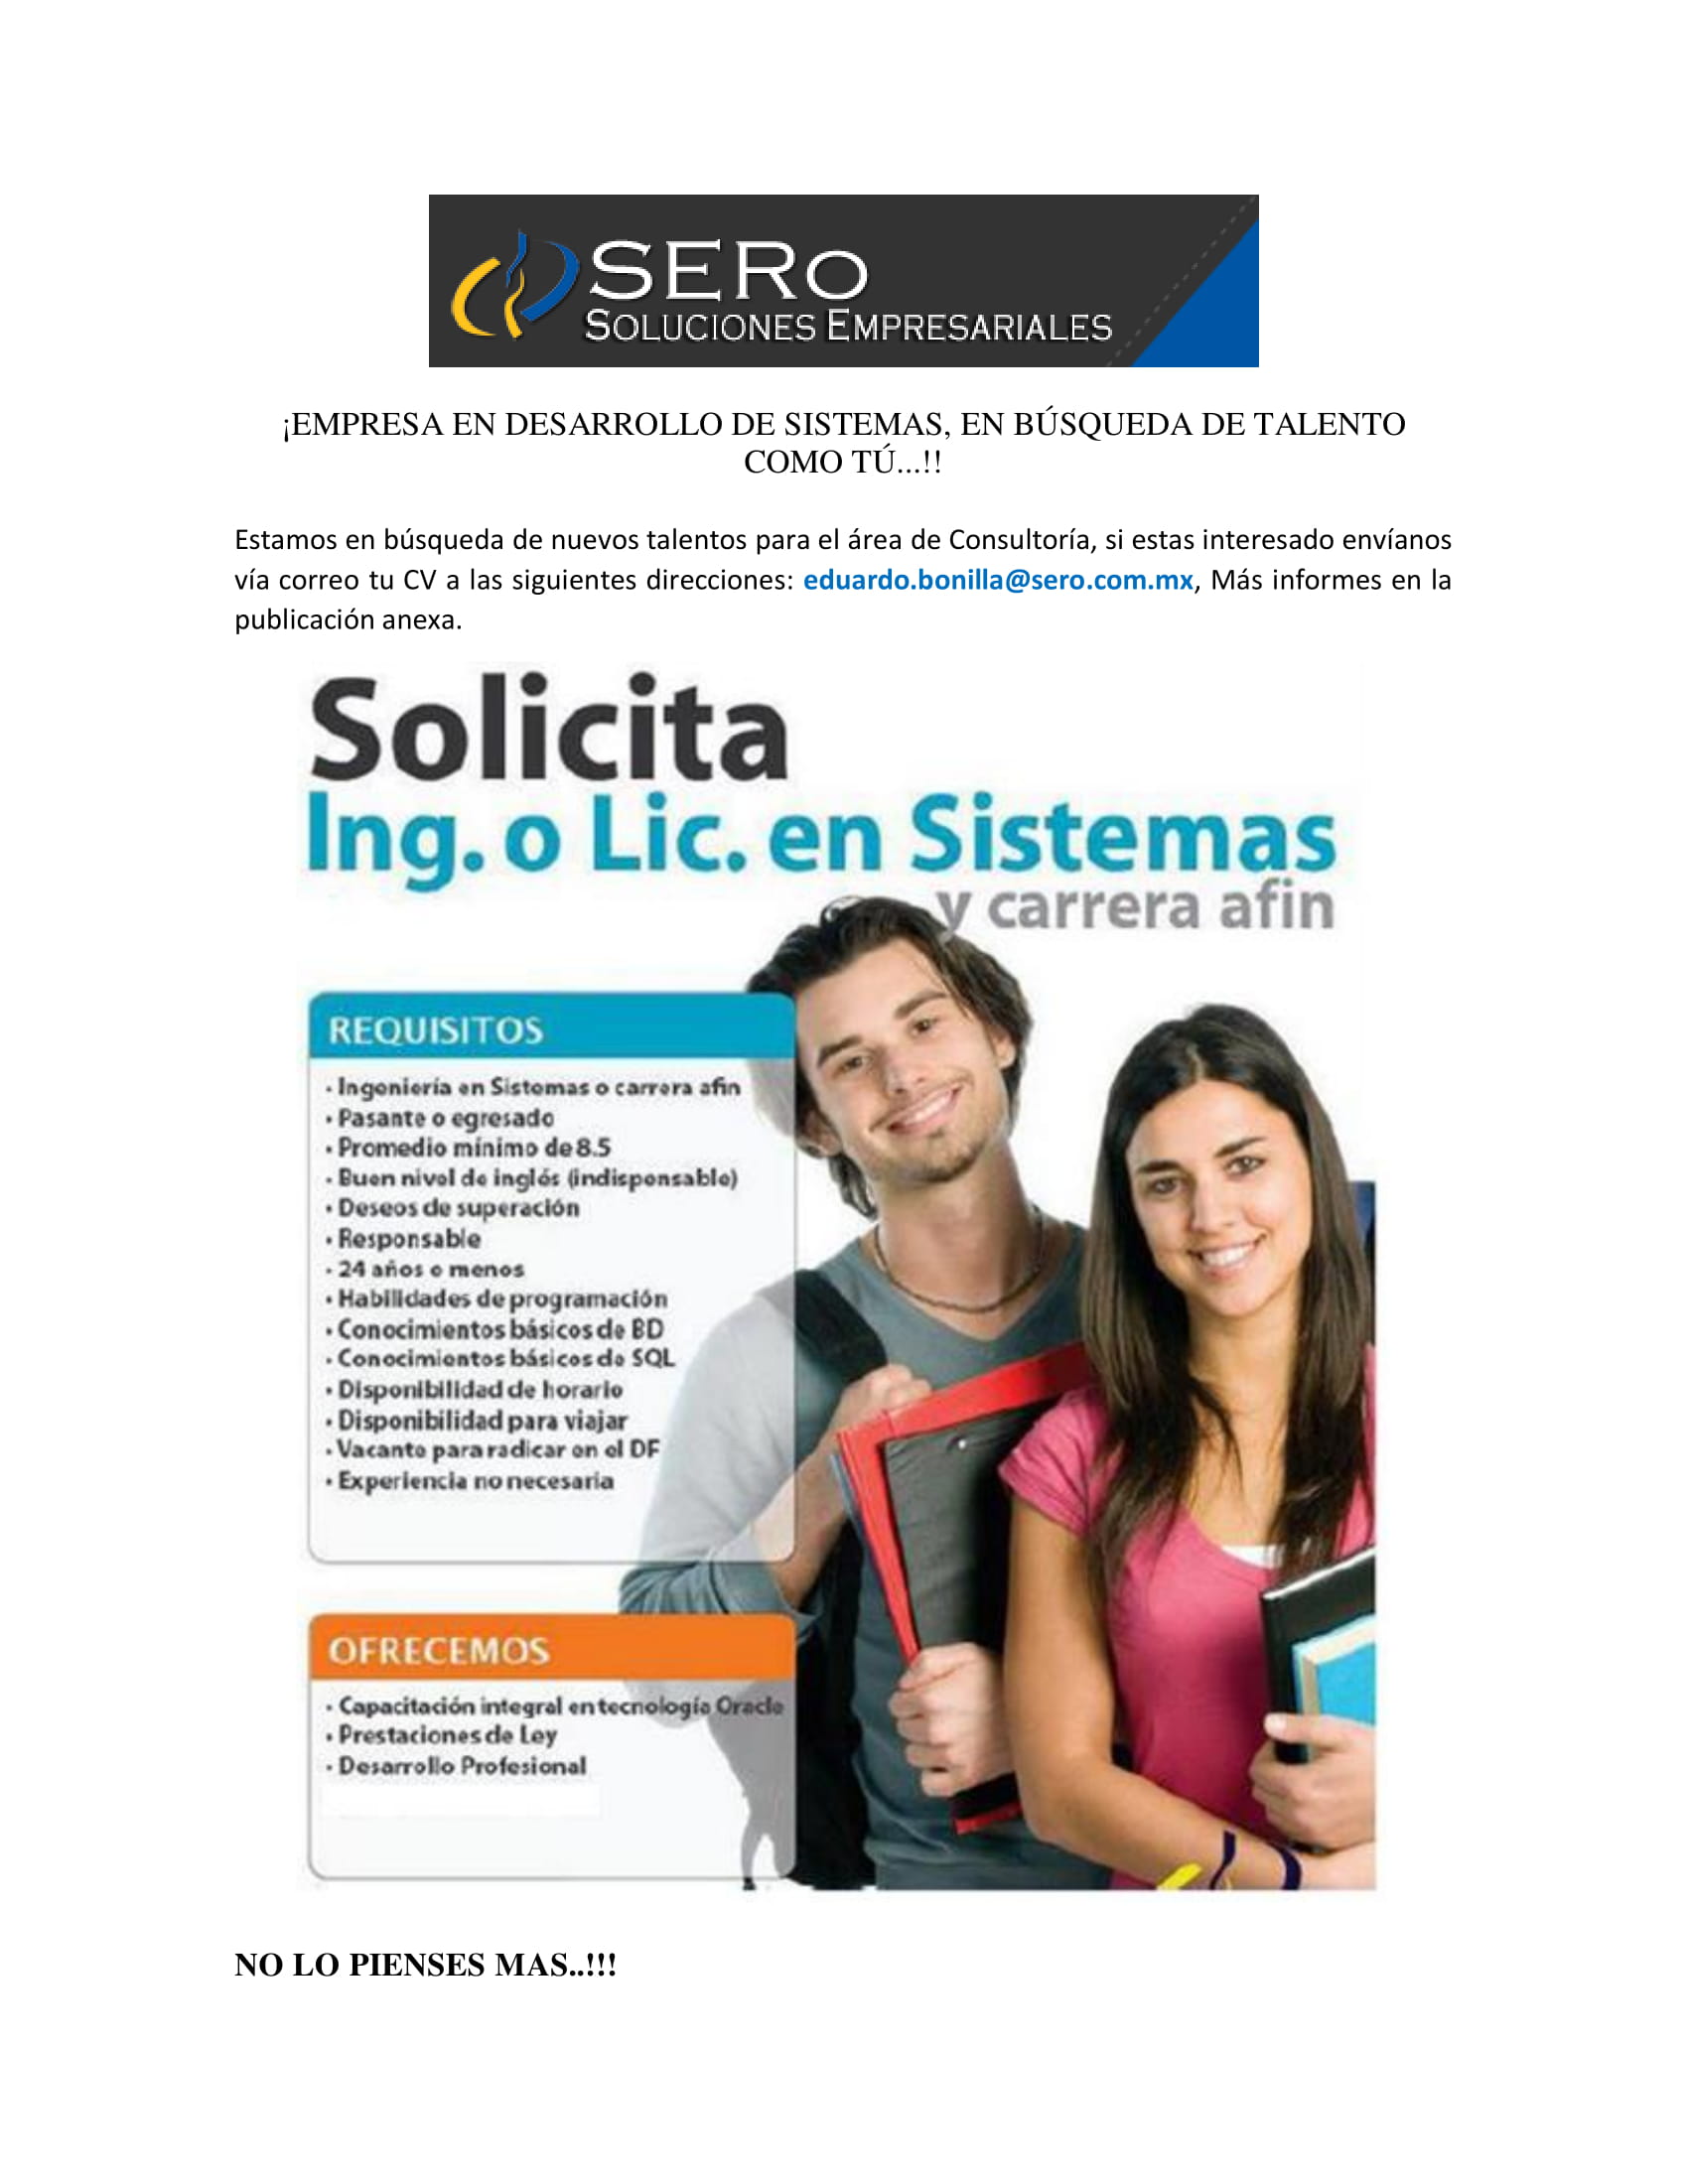 SERO
SOLUCIONES EMPRESARIALES
¡EMPRESA EN DESARROLLO DE SISTEMAS, EN BÚSQUEDA DE TALENTO
COMO TÚ...!!
Estamos en búsqueda de nuevos talentos para el área de Consultoría, si estas interesado envíanos
vía correo tu CV a las siguientes direcciones: eduardo.bonilla@sero.com.mx, Más informes en la
publicación anexa.
Solicita
Ing. o Lic. en Sistemas
y carrera afin
REQUISITOS
· Ingeniería en Sistemas o carrera afin
· Pasante o egresado
· Promedio mínimo de 8.5
· Buen nivel de inglés (indispensable)
· Deseos de superación
· Responsable
· 24 años o menos
· Habilidades de programación
· Conocimientos básicos de BD
· Conocimientos básicos de SQL
· Disponibilidad de horario
· Disponibilidad para viajar
· Vacante para radicar en el DF
· Experiencia no necesaria
OFRECEMOS
· Capacitación integral en tecnología Oracle
· Prestaciones de Ley
· Desarrollo Profesional
NO LO PIENSES MAS..!!!